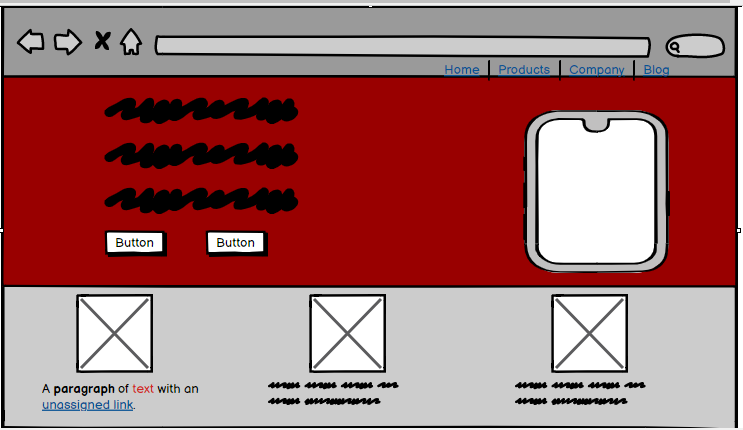 Home Products Company Blog
Button Button
A paragraph of text with an
unassigned link.